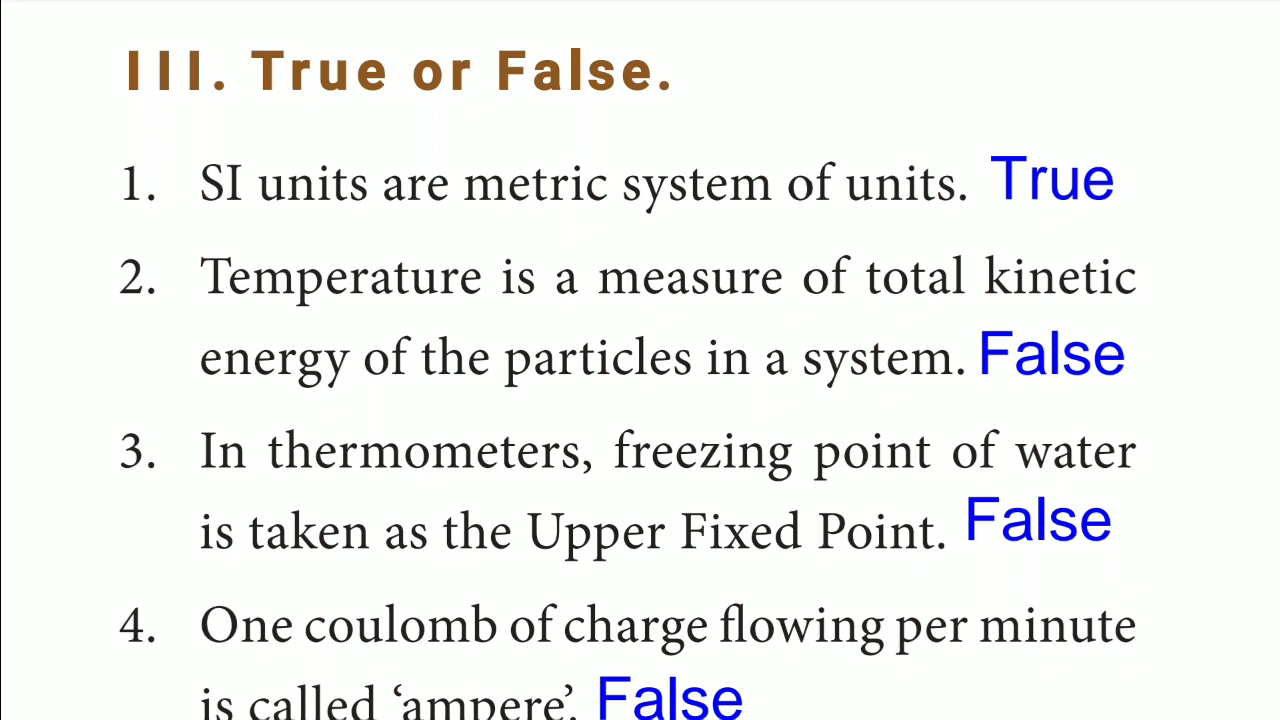 III. True or False.
1. SI units are metric system of units. True
2. Temperature is a measure of total kinetic
energy of the particles in a system. False
3. In thermometers, freezing point of water
is taken as the Upper Fixed Point. False
4. One coulomb of charge flowing per minute
is called ‘ampere’. False